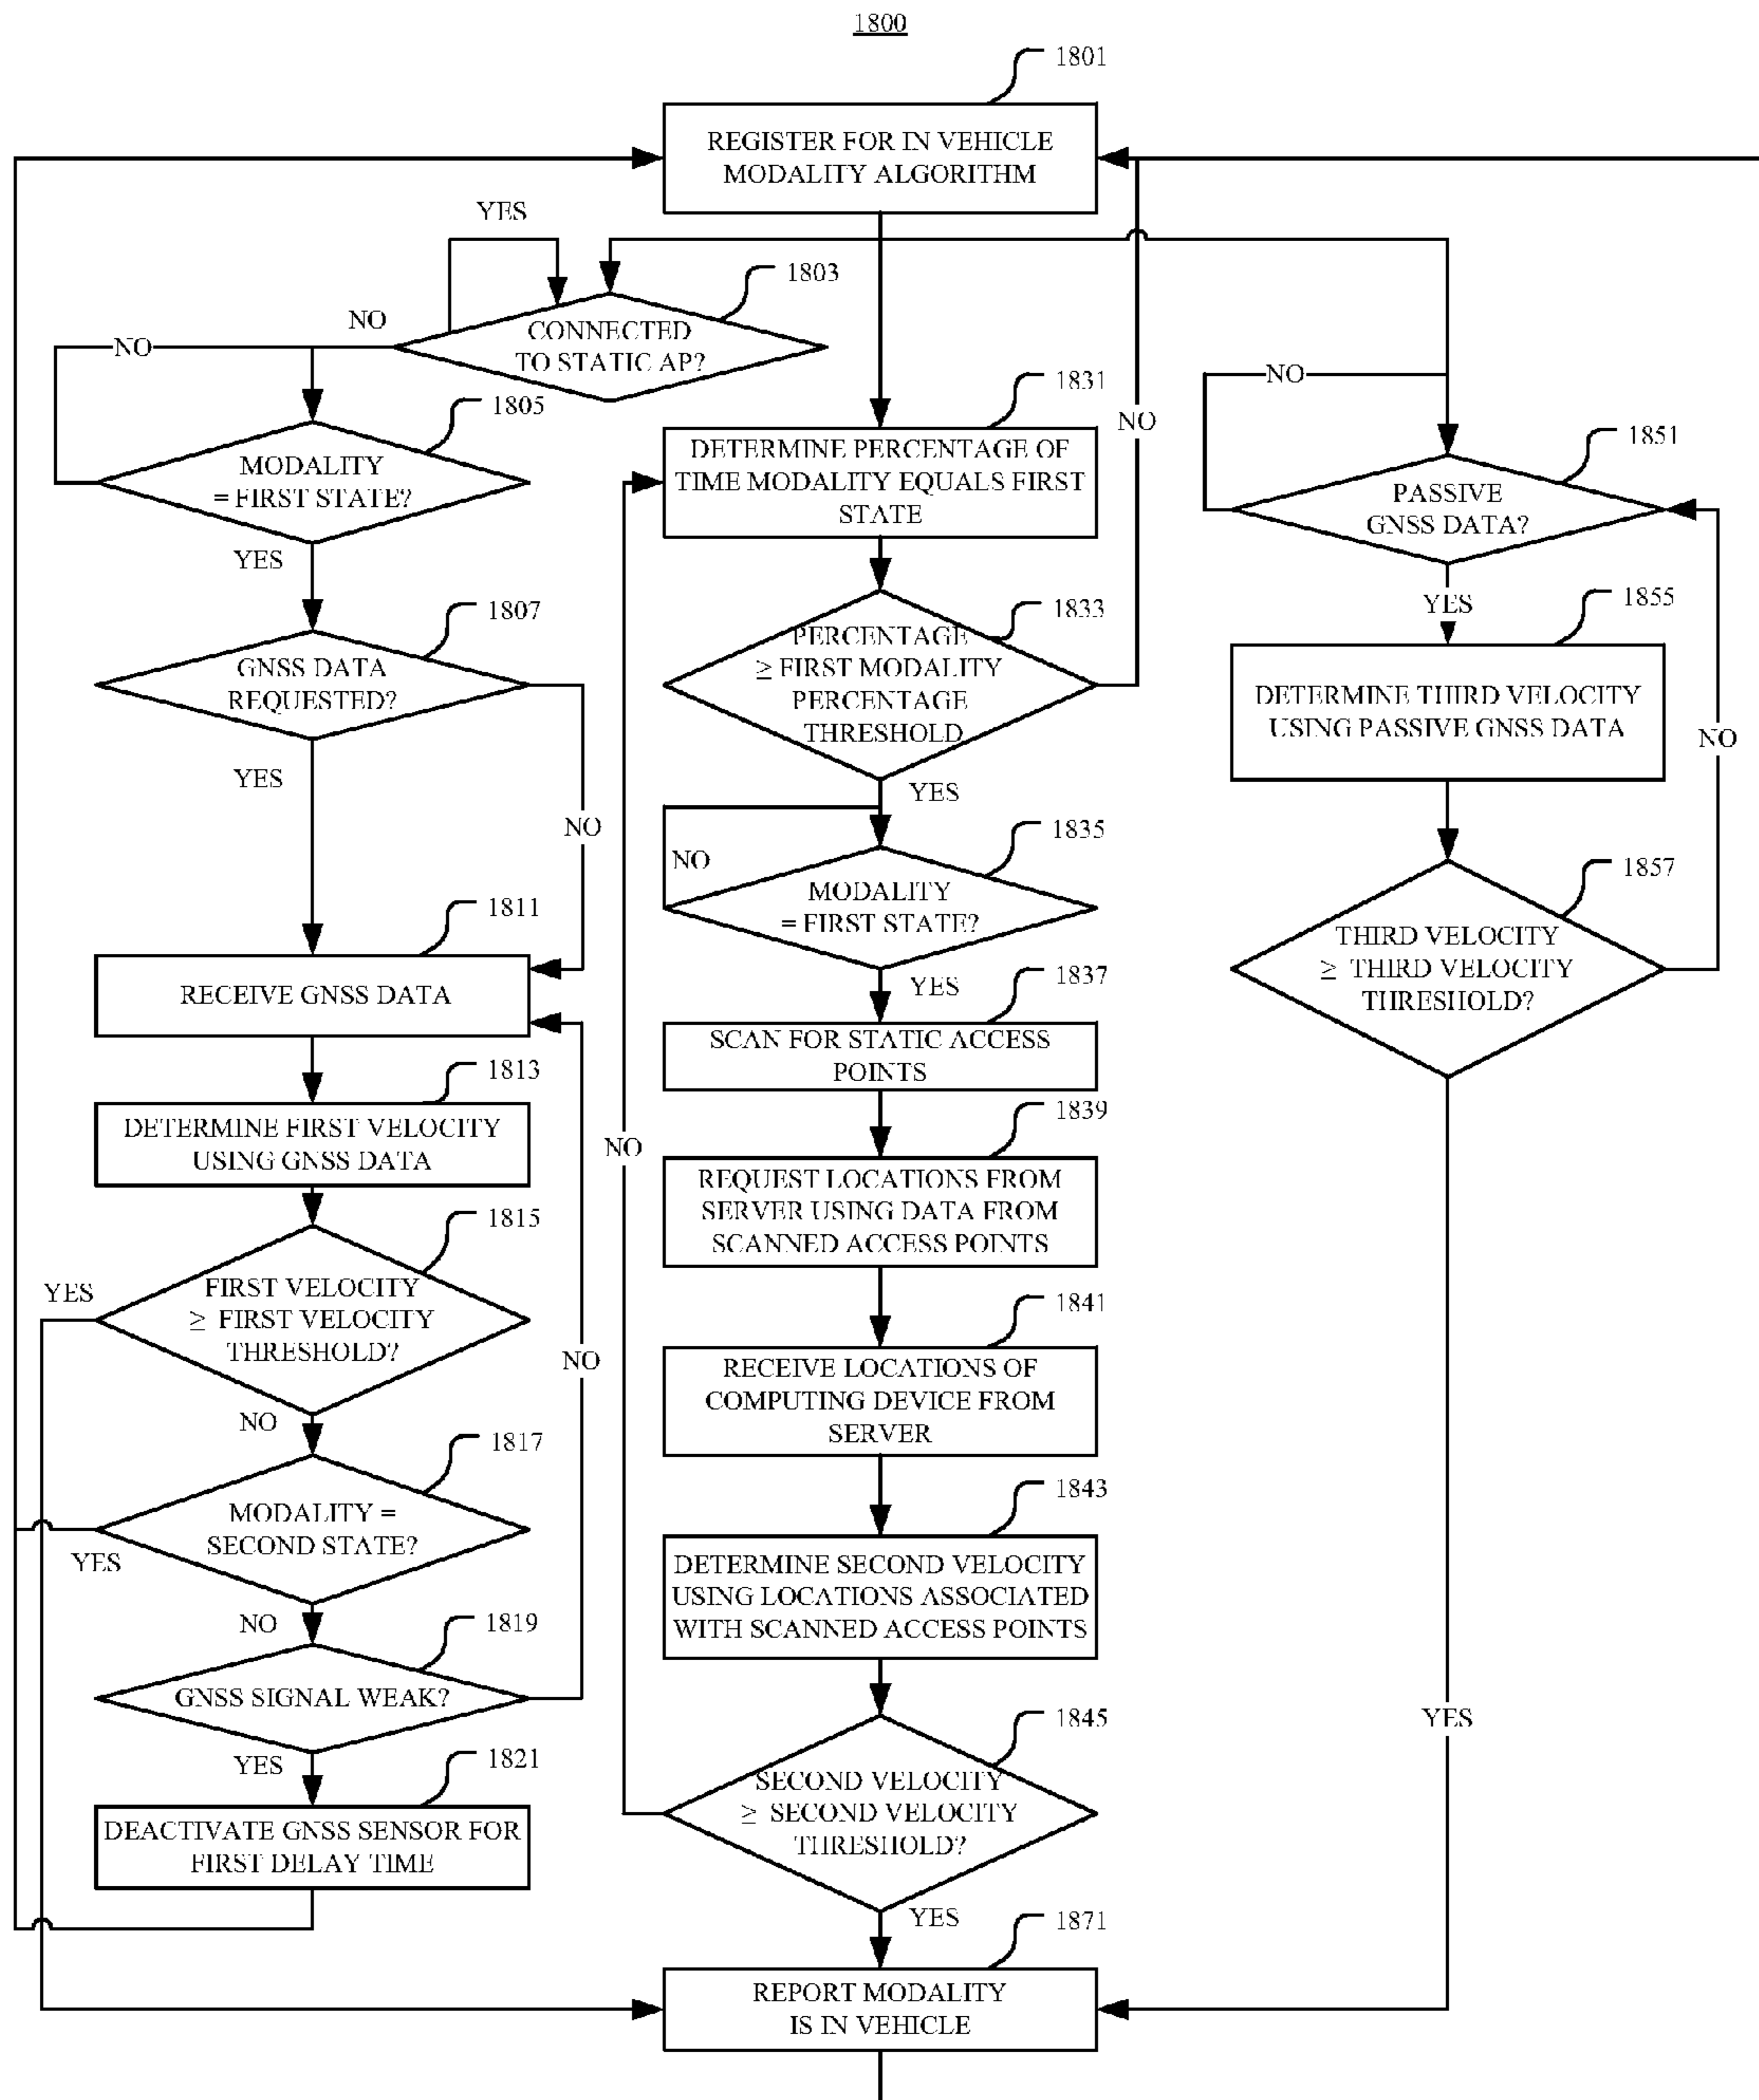 1800
1801
REGISTER FOR IN VEHICLE
MODALITY ALGORITHM
YES
1803
CONNECTED
TO STATIC AP?
NO
NO
1805
MODALITY
= FIRST STATE?
YES
1807
GNSS DATA
REQUESTED?
YES
NO
1811
RECEIVE GNSS DATA
1813
DETERMINE FIRST VELOCITY
USING GNSS DATA
1815
FIRST VELOCITY
≥ FIRST VELOCITY
THRESHOLD?
YES
NO
NO
1817
MODALITY =
SECOND STATE?
YES
NO
1819
GNSS SIGNAL WEAK?
YES
1821
DEACTIVATE GNSS SENSOR FOR
FIRST DELAY TIME
1831
DETERMINE PERCENTAGE OF
TIME MODALITY EQUALS FIRST
STATE
NO
1833
PERCENTAGE
≥ FIRST MODALITY
PERCENTAGE
THRESHOLD
YES
1835
NO
MODALITY
= FIRST STATE?
YES
1837
SCAN FOR STATIC ACCESS
POINTS
1839
REQUEST LOCATIONS FROM
SERVER USING DATA FROM
SCANNED ACCESS POINTS
NO
1841
RECEIVE LOCATIONS OF
COMPUTING DEVICE FROM
SERVER
1843
DETERMINE SECOND VELOCITY
USING LOCATIONS ASSOCIATED
WITH SCANNED ACCESS POINTS
1845
SECOND VELOCITY
≥ SECOND VELOCITY
THRESHOLD?
YES
1871
REPORT MODALITY
IS IN VEHICLE
NO
1851
PASSIVE
GNSS DATA?
YES
1855
DETERMINE THIRD VELOCITY
USING PASSIVE GNSS DATA
NO
1857
THIRD VELOCITY
≥ THIRD VELOCITY
THRESHOLD?
YES